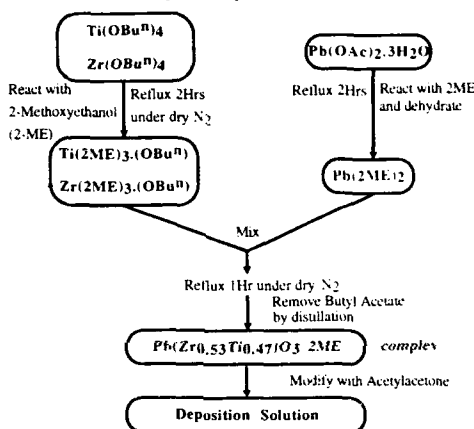 Ti(OBuⁿ)4
Zr(OBuⁿ)4
Pb(OAc)2.3H2O
React with
2-Methoxyethanol
(2-ME)
Reflux 2Hrs
under dry N2
Reflux 2Hrs
React with 2ME
and dehydrate
Ti(2ME)3.(OBuⁿ)
Zr(2ME)3.(OBuⁿ)
Pb(2ME)2
Mix
Reflux 1Hr under dry N2
Remove Butyl Acetate
by distillation
Pb(Zr0.53Ti0.47)O3 2ME complex
Modify with Acetylacetone
Deposition Solution